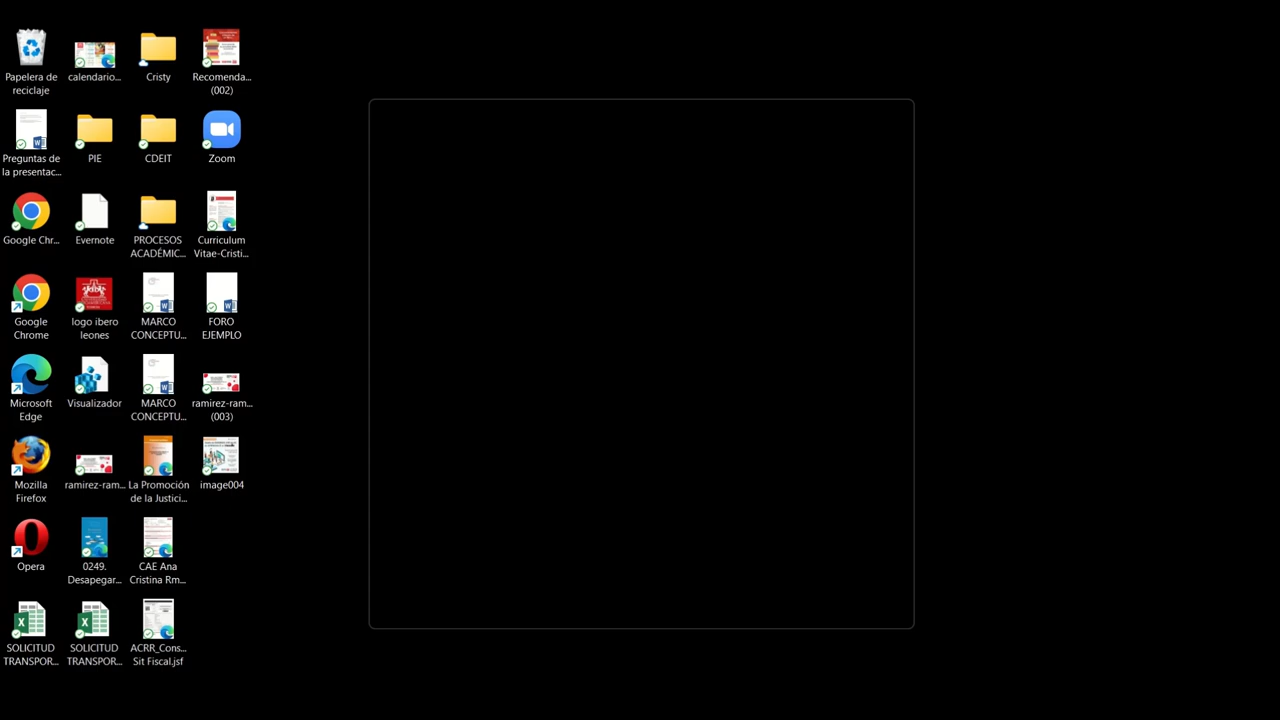 Papelera de
reciclaje
calendario...
Cristy
Recomenda...
(002)
Preguntas de
la presentac...
PIE
CDEIT
Zoom
Google Chr...
Evernote
PROCESOS
ACADÉMIC...
Curriculum
Vitae-Cristi...
Google
Chrome
logo ibero
leones
MARCO
CONCEPTU...
FORO
EJEMPLO
Microsoft
Edge
Visualizador
MARCO
CONCEPTU...
ramirez-ram...
(003)
Mozilla
Firefox
ramirez-ram...
La Promoción
de la Justici...
image004
Opera
0249.
Desapegar...
CAE Ana
Cristina Rm...
SOLICITUD
TRANSPOR...
SOLICITUD
TRANSPOR...
ACRR_Cons...
Sit Fiscal.jsf